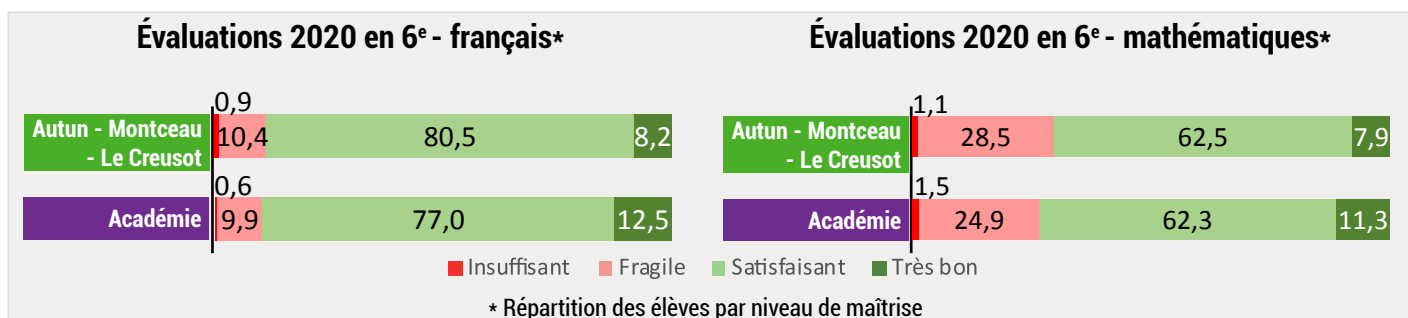 Évaluations 2020 en 6e - français*
0,9
Autun - Montceau
- Le Creusot
10,4 80,5 8,2
0,6
Académie 9,9 77,0 12,5
Évaluations 2020 en 6e - mathématiques*
1,1
Autun - Montceau
- Le Creusot
28,5 62,5 7,9
1,5
Académie 24,9 62,3 11,3
Insuffisant Fragile Satisfaisant Très bon
* Répartition des élèves par niveau de maîtrise